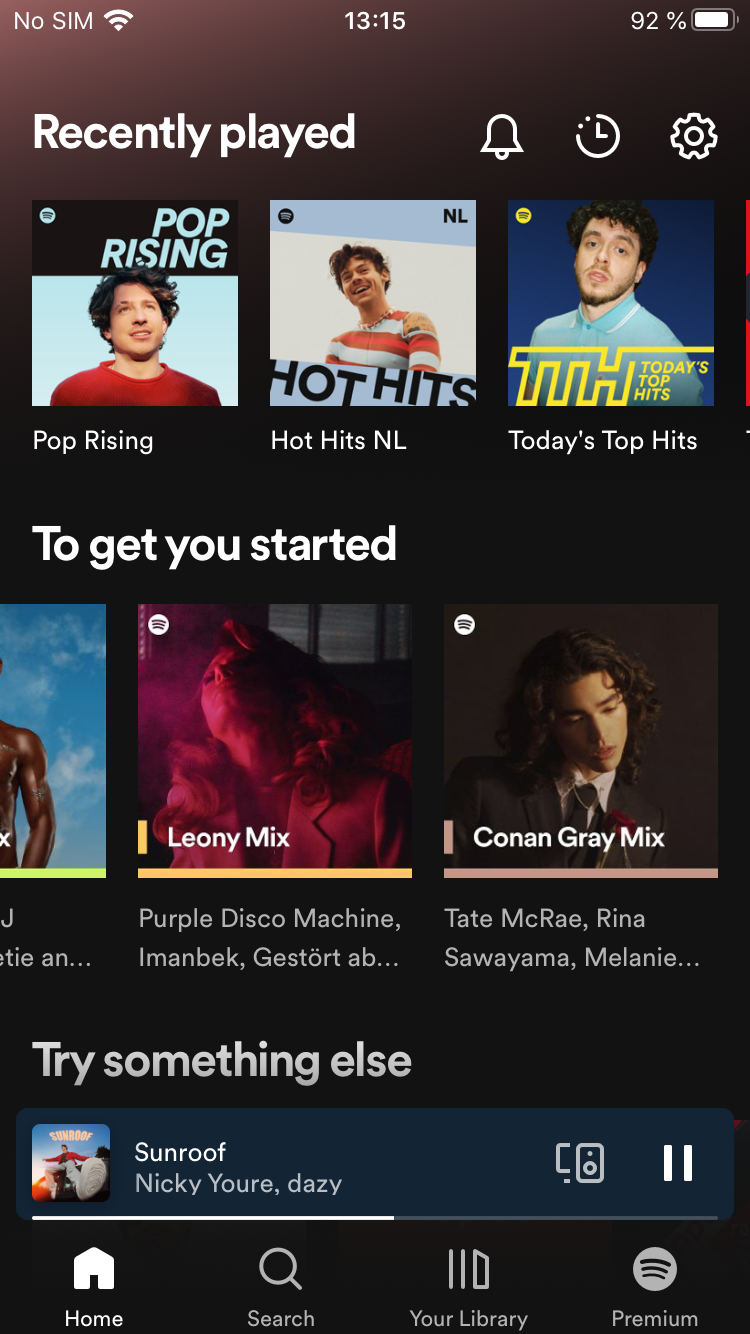 No SIM 13:15 92 %
Recently played
POP
RISING
NL
HOT HITS
TTH TODAY'S
TOP
HITS
Pop Rising Hot Hits NL Today's Top Hits
To get you started
x Leony Mix Conan Gray Mix
J Purple Disco Machine, Tate McRae, Rina
etie an... Imanbek, Gestört ab... Sawayama, Melanie...
Try something else
SUNROOF
Sunroof
Nicky Youre, dazy
Home Search Your Library Premium